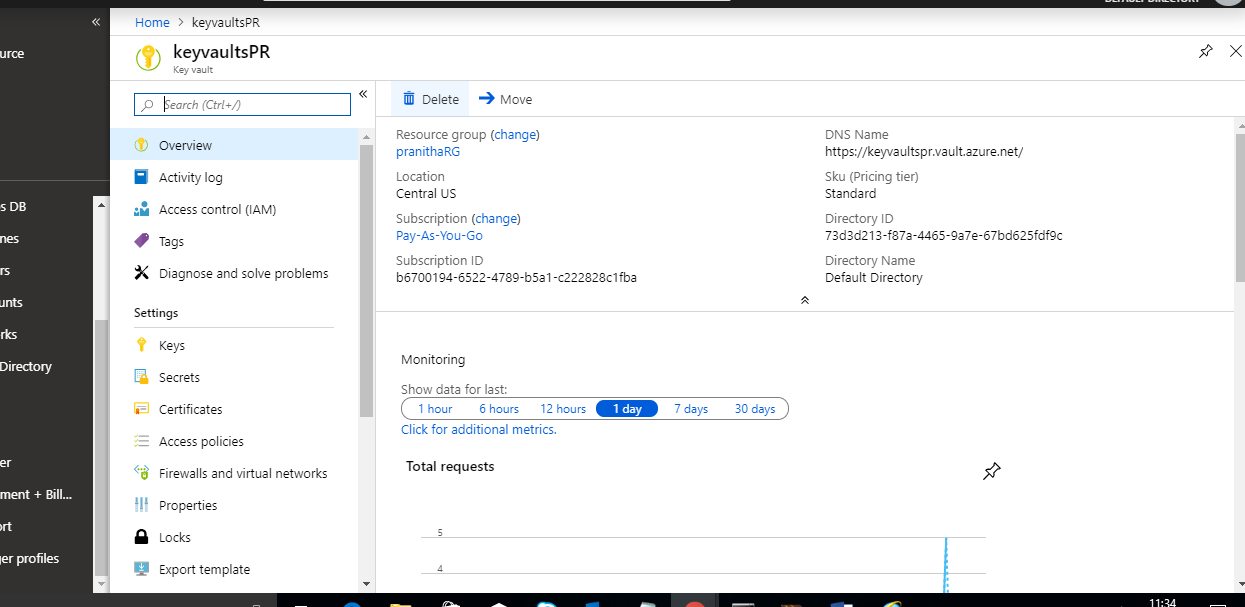 Home > keyvaultsPR
keyvaultsPR
Key vault
urce
s DB
nes
rs
unts
rks
Directory
er
ment + Bill...
ort
er profiles
Search (Ctrl+/)
Overview
Activity log
Access control (IAM)
Tags
Diagnose and solve problems
Settings
Keys
Secrets
Certificates
Access policies
Firewalls and virtual networks
Properties
Locks
Export template
Delete
Move
Resource group (change)
pranithaRG
Location
Central US
Subscription (change)
Pay-As-You-Go
Subscription ID
b6700194-6522-4789-b5a1-c222828c1fba
DNS Name
https://keyvaultspr.vault.azure.net/
Sku (Pricing tier)
Standard
Directory ID
73d3d213-f87a-4465-9a7e-67bd625fdf9c
Directory Name
Default Directory
Monitoring
Show data for last:
1 hour 6 hours 12 hours 1 day 7 days 30 days
Click for additional metrics.
Total requests
5
4
11:34